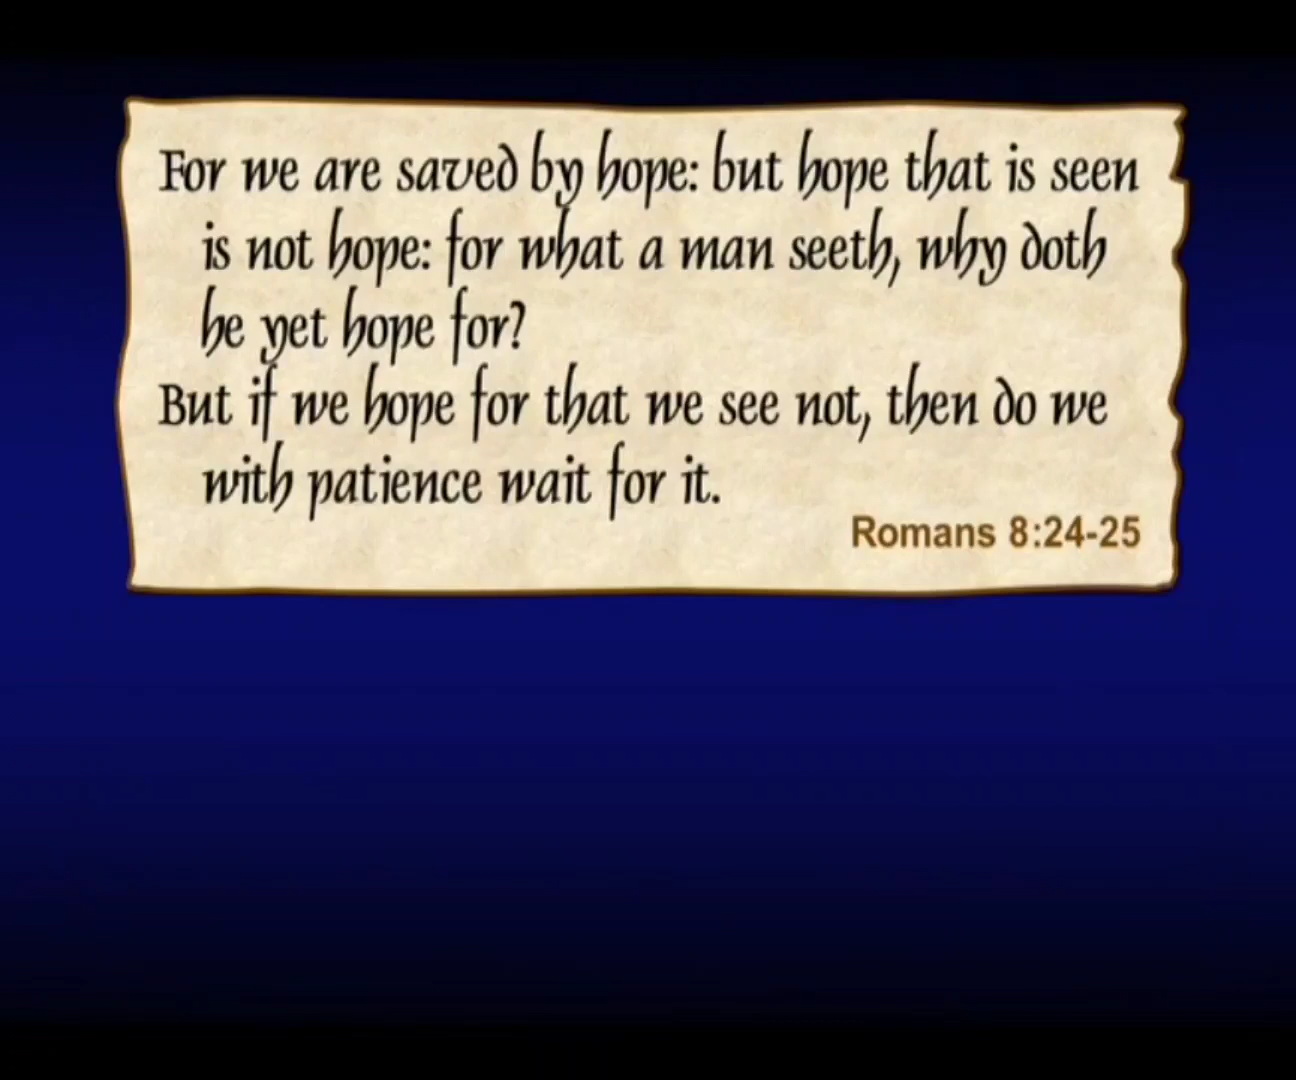 For we are saved by hope: but hope that is seen
is not hope: for what a man seeth, why doth
he yet hope for?
But if we hope for that we see not, then do we
with patience wait for it.
Romans 8:24-25